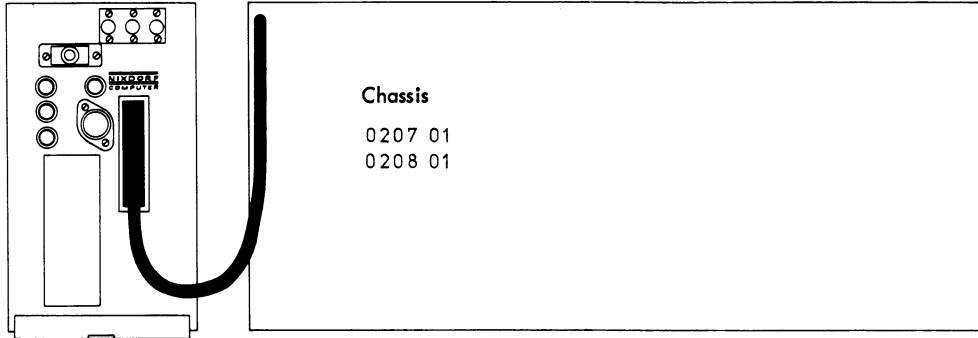 NIXDORF
COMPUTER
Chassis
0207 01
0208 01